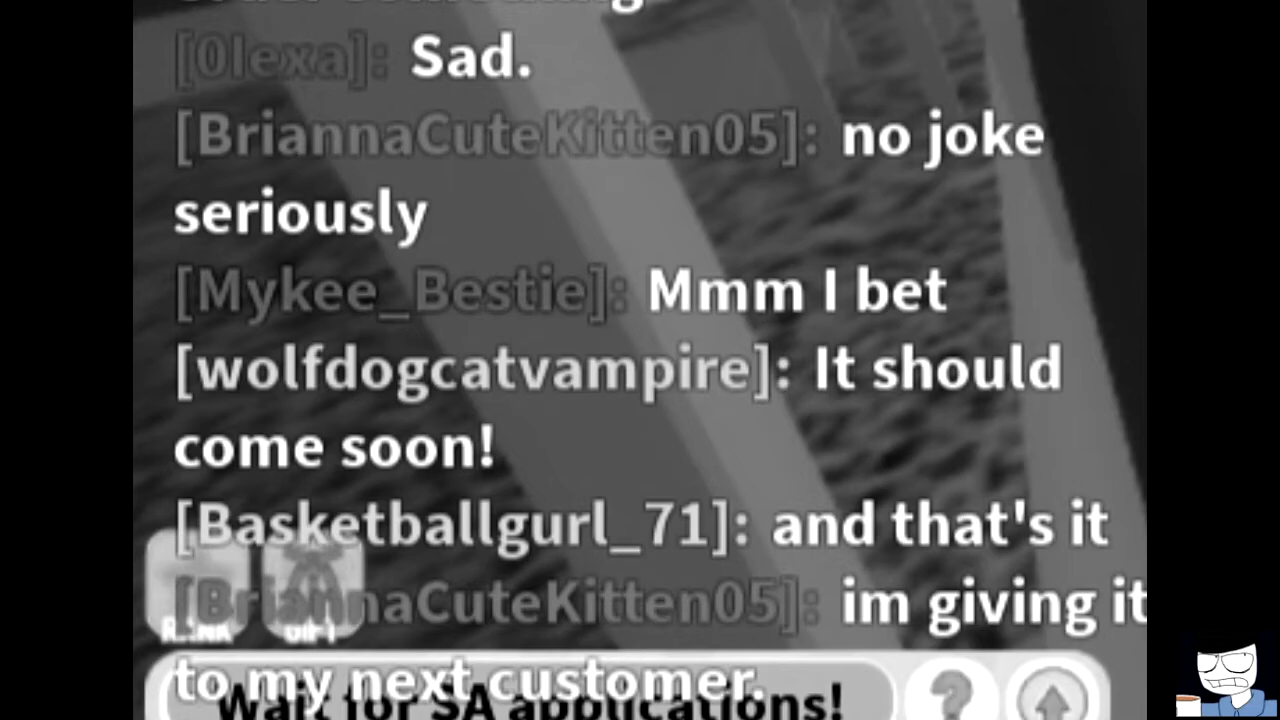 [0lexa]: Sad.
[BriannaCuteKitten05]: no joke
seriously
[Mykee_Bestie]: Mmm I bet
[wolfdogcatvampire]: It should
come soon!
[Basketballgurl_71]: and that's it
[BriannaCuteKitten05]: im giving it
to my next customer.
Wait for SA applications!